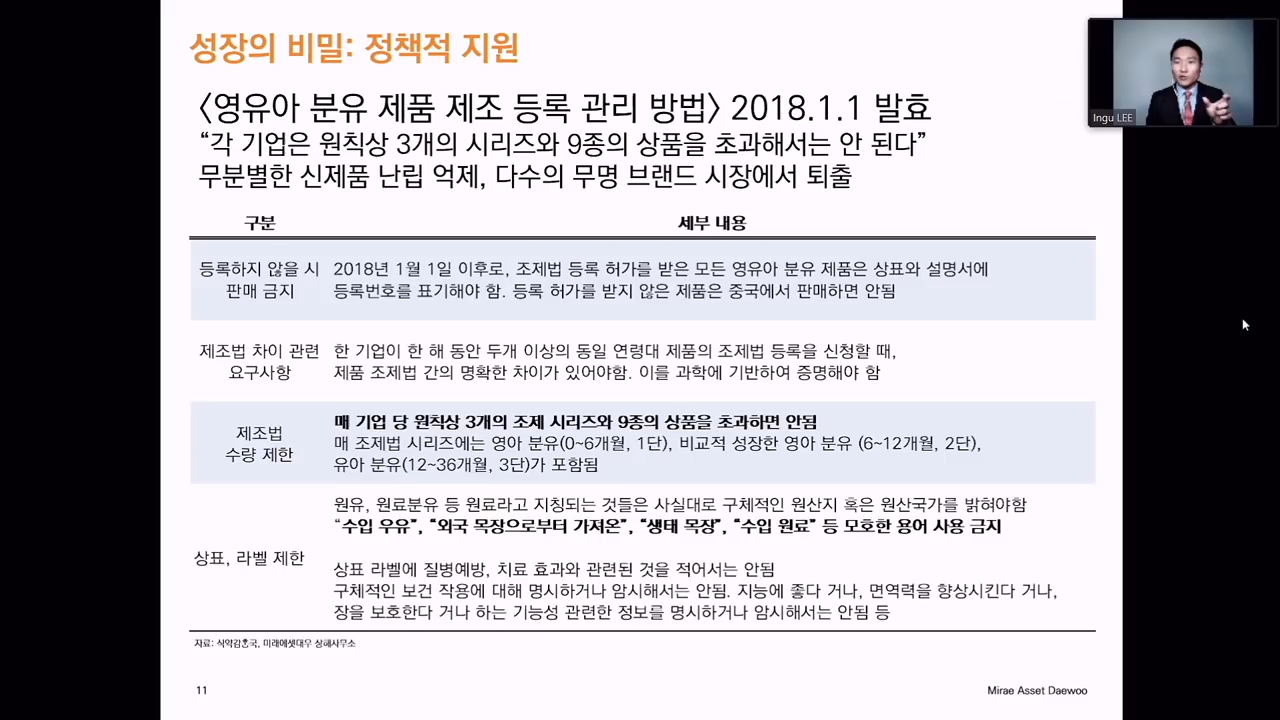 성장의 비밀: 정책적 지원
Ingu LEE
〈영유아 분유 제품 제조 등록 관리 방법〉 2018.1.1 발효
“각 기업은 원칙상 3개의 시리즈와 9종의 상품을 초과해서는 안 된다”
무분별한 신제품 난립 억제, 다수의 무명 브랜드 시장에서 퇴출
구분 세부 내용
등록하지 않을 시 2018년 1월 1일 이후로, 조제법 등록 허가를 받은 모든 영유아 분유 제품은 상표와 설명서에
판매 금지 등록번호를 표기해야 함. 등록 허가를 받지 않은 제품은 중국에서 판매하면 안됨
제조법 차이 관련 한 기업이 한 해 동안 두개 이상의 동일 연령대 제품의 조제법 등록을 신청할 때,
요구사항 제품 조제법 간의 명확한 차이가 있어야함. 이를 과학에 기반하여 증명해야 함
매 기업 당 원칙상 3개의 조제 시리즈와 9종의 상품을 초과하면 안됨
제조법 매 조제법 시리즈에는 영아 분유(0~6개월, 1단), 비교적 성장한 영아 분유 (6~12개월, 2단),
수량 제한 유아 분유(12~36개월, 3단)가 포함됨
원유, 원료분유 등 원료라고 지칭되는 것들은 사실대로 구체적인 원산지 혹은 원산국가를 밝혀야함
“수입 우유”, “외국 목장으로부터 가져온”, “생태 목장”, “수입 원료” 등 모호한 용어 사용 금지
상표, 라벨 제한
상표 라벨에 질병예방, 치료 효과와 관련된 것을 적어서는 안됨
구체적인 보건 작용에 대해 명시하거나 암시해서는 안됨. 지능에 좋다 거나, 면역력을 향상시킨다 거나,
장을 보호한다 거나 하는 기능성 관련한 정보를 명시하거나 암시해서는 안됨 등
자료: 미래에셋대우 상해사무소
11
Mirae Asset Daewoo